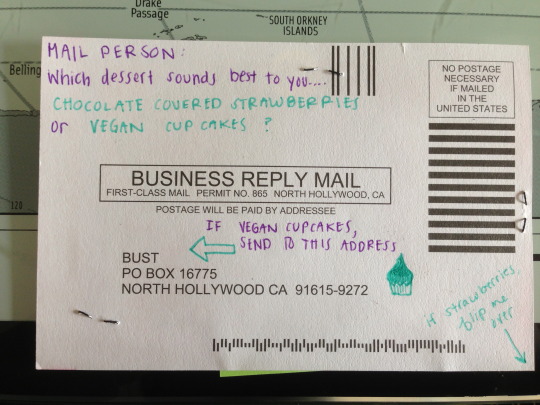 Drake
Passage
SOUTH ORKNEY
ISLANDS
Belling
120
MAIL PERSON:
Which dessert sounds best to you....
CHOCOLATE COVERED STRAWBERRIES
or VEGAN CUPCAKES ?
NO POSTAGE
NECESSARY
IF MAILED
IN THE
UNITED STATES
BUSINESS REPLY MAIL
FIRST-CLASS MAIL PERMIT NO. 865 NORTH HOLLYWOOD, CA
POSTAGE WILL BE PAID BY ADDRESSEE
IF VEGAN CUPCAKES,
SEND TO THIS ADDRESS
BUST
PO BOX 16775
NORTH HOLLYWOOD CA 91615-9272
if strawberries,
flip me
over